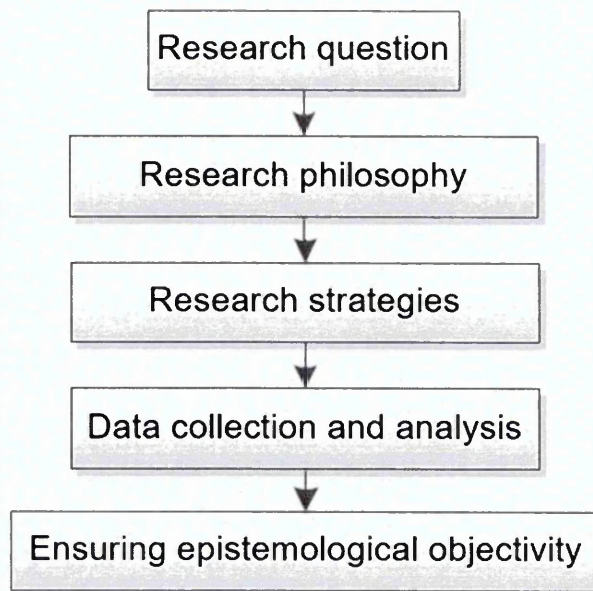 Research question
Research philosophy
Research strategies
Data collection and analysis
Ensuring epistemological objectivity